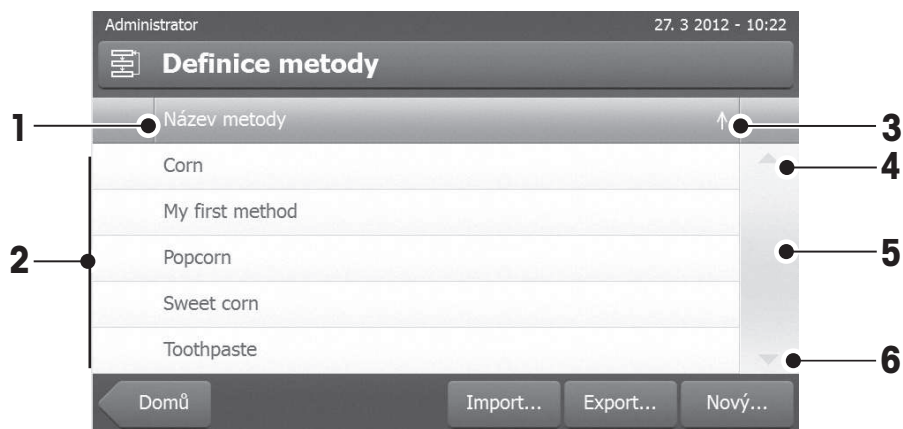 Administrator 27. 3 2012 - 10:22
Definice metody
1 Název metody 3
Corn 4
My first method
2 Popcorn 5
Sweet corn
Toothpaste 6
Domů Import... Export... Nový...